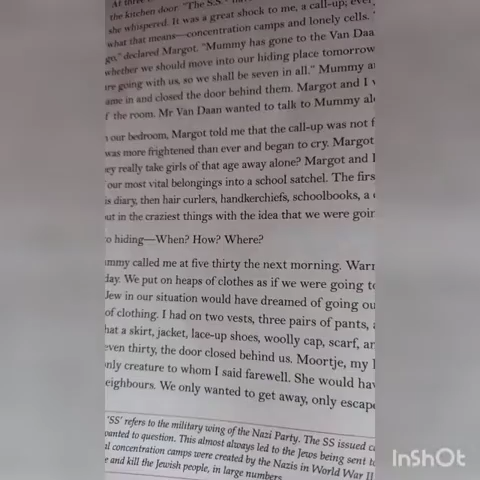 At three
the kitchen door. "The S.S.
she whispered. It was a great shock to me, a call-up;
what that means—concentration camps and lonely cells.
go," declared Margot. "Mummy has gone to the Van Daa
whether we should move into our hiding place tomorrow
re going with us, so we shall be seven in all." Mummy a
ame in and closed the door behind them. Margot and I
f the room. Mr Van Daan wanted to talk to Mummy al
our bedroom, Margot told me that the call-up was not f
was more frightened than ever and began to cry. Margot
ey really take girls of that age away alone? Margot and I
our most vital belongings into a school satchel. The firs
is diary, then hair curlers, handkerchiefs, schoolbooks, a
ut in the craziest things with the idea that we were goin
o hiding—When? How? Where?
mmy called me at five thirty the next morning. Warm
day. We put on heaps of clothes as if we were going to
Jew in our situation would have dreamed of going ou
of clothing. I had on two vests, three pairs of pants,
hat a skirt, jacket, lace-up shoes, woolly cap, scarf, an
even thirty, the door closed behind us. Moortje, my
nly creature to whom I said farewell. She would hav
eighbours. We only wanted to get away, only escape
'SS' refers to the military wing of the Nazi Party. The SS issued c
wanted to question. This almost always led to the Jews being sent to
al concentration camps were created by the Nazis in World War II
e and kill the Jewish people, in large numbers.
InShOt